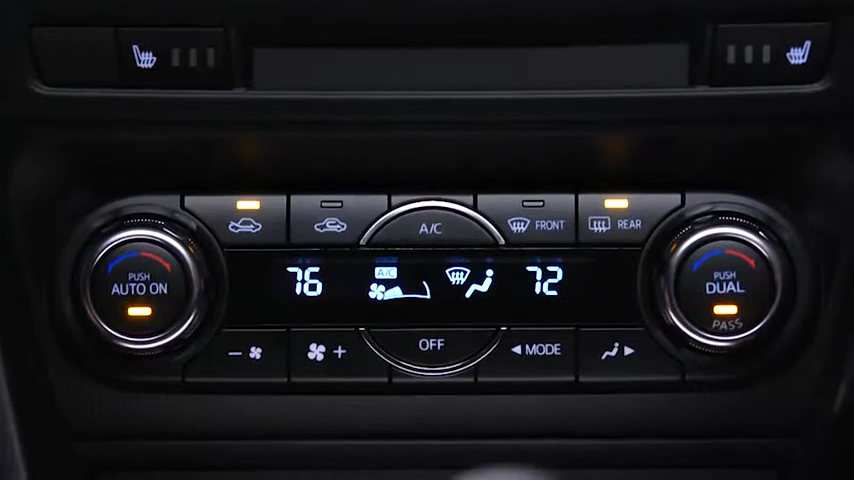 A/C
FRONT
REAR
PUSH
AUTO ON
76
A/C
72
PUSH
DUAL
PASS
−
+
OFF
◄MODE
►